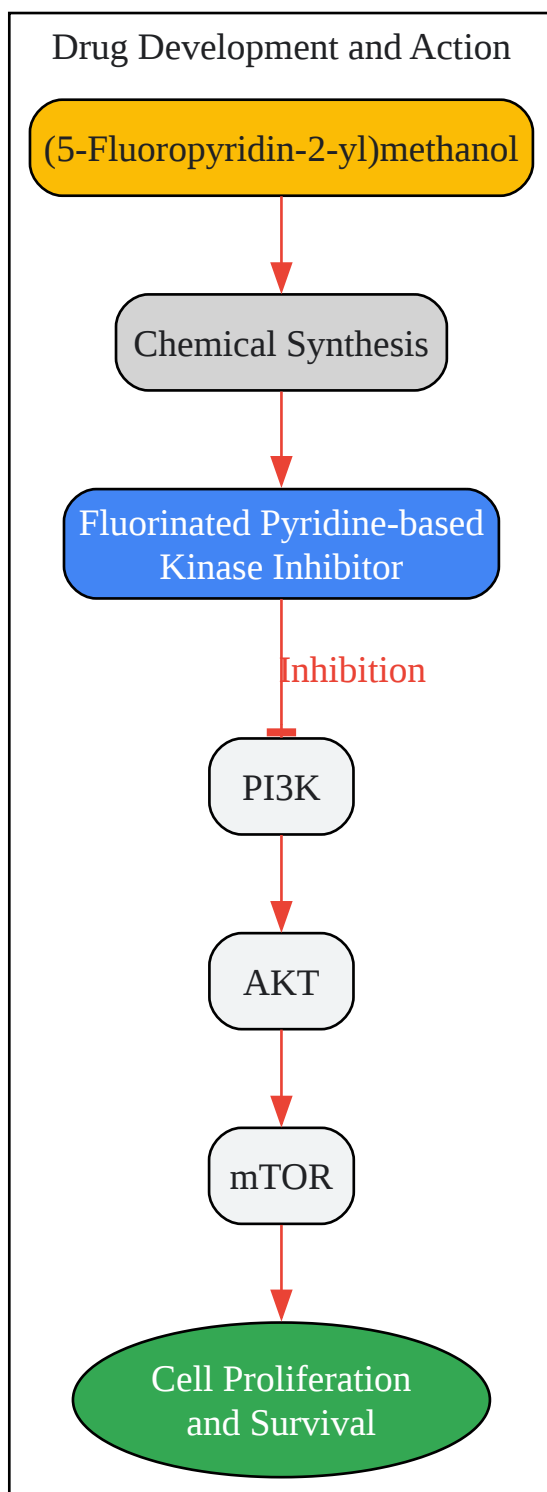 Drug Development and Action
(5-Fluoropyridin-2-yl)methanol
Chemical Synthesis
Fluorinated Pyridine-based
Kinase Inhibitor
Inhibition
PI3K
AKT
mTOR
Cell Proliferation
and Survival